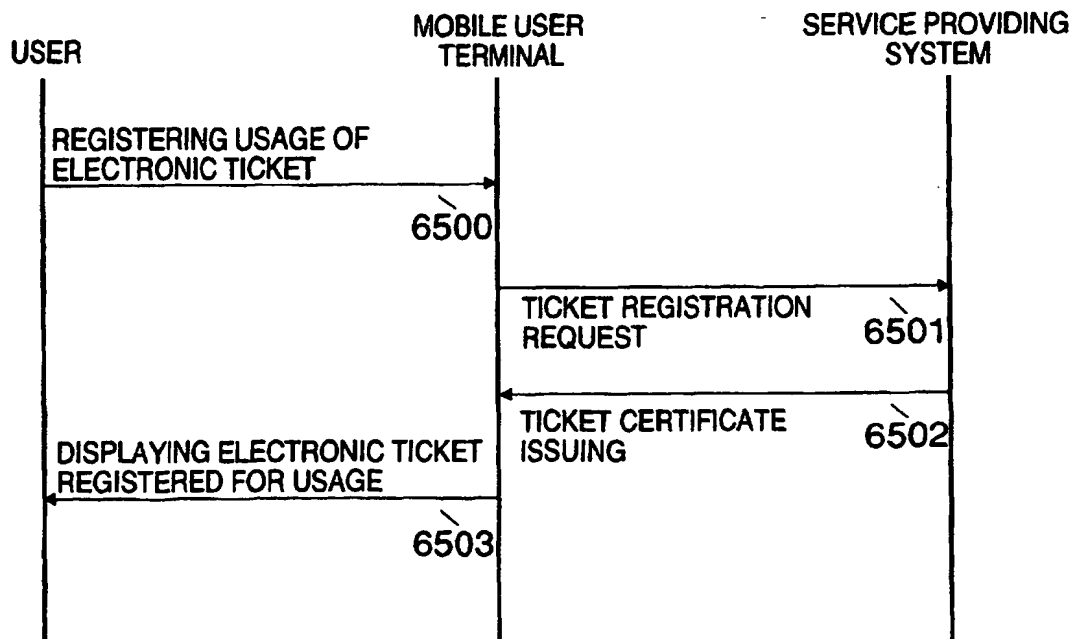 USER
MOBILE USER
TERMINAL
SERVICE PROVIDING
SYSTEM
REGISTERING USAGE OF
ELECTRONIC TICKET
6500
TICKET REGISTRATION
REQUEST
6501
TICKET CERTIFICATE
ISSUING
6502
DISPLAYING ELECTRONIC TICKET
REGISTERED FOR USAGE
6503